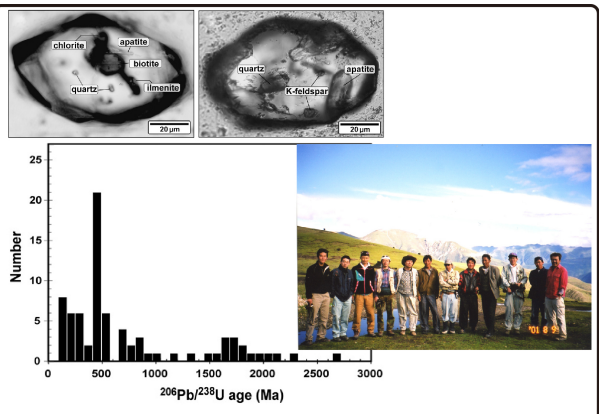 chlorite
apatite
biotite
quartz
ilmenite
20 µm
quartz
apatite
K-feldspar
20 µm
Number
25
20
15
10
5
0
0 500 1000 1500 2000 2500 3000
206Pb/238U age (Ma)
'01 8 9